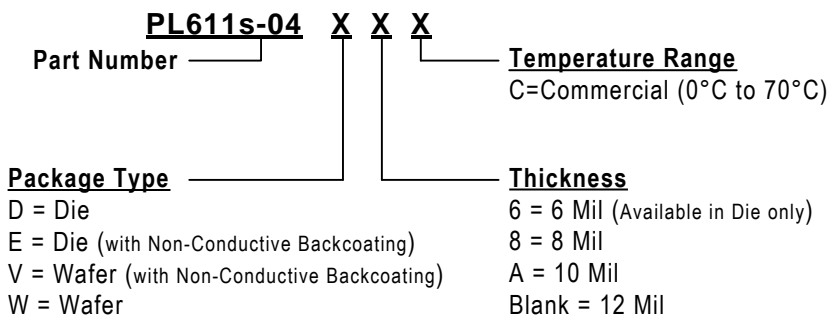 PL611s-04 X X X
Part Number
Temperature Range
C=Commercial (0°C to 70°C)
Package Type
D = Die
E = Die (with Non-Conductive Backcoating)
V = Wafer (with Non-Conductive Backcoating)
W = Wafer
Thickness
6 = 6 Mil (Available in Die only)
8 = 8 Mil
A = 10 Mil
Blank = 12 Mil